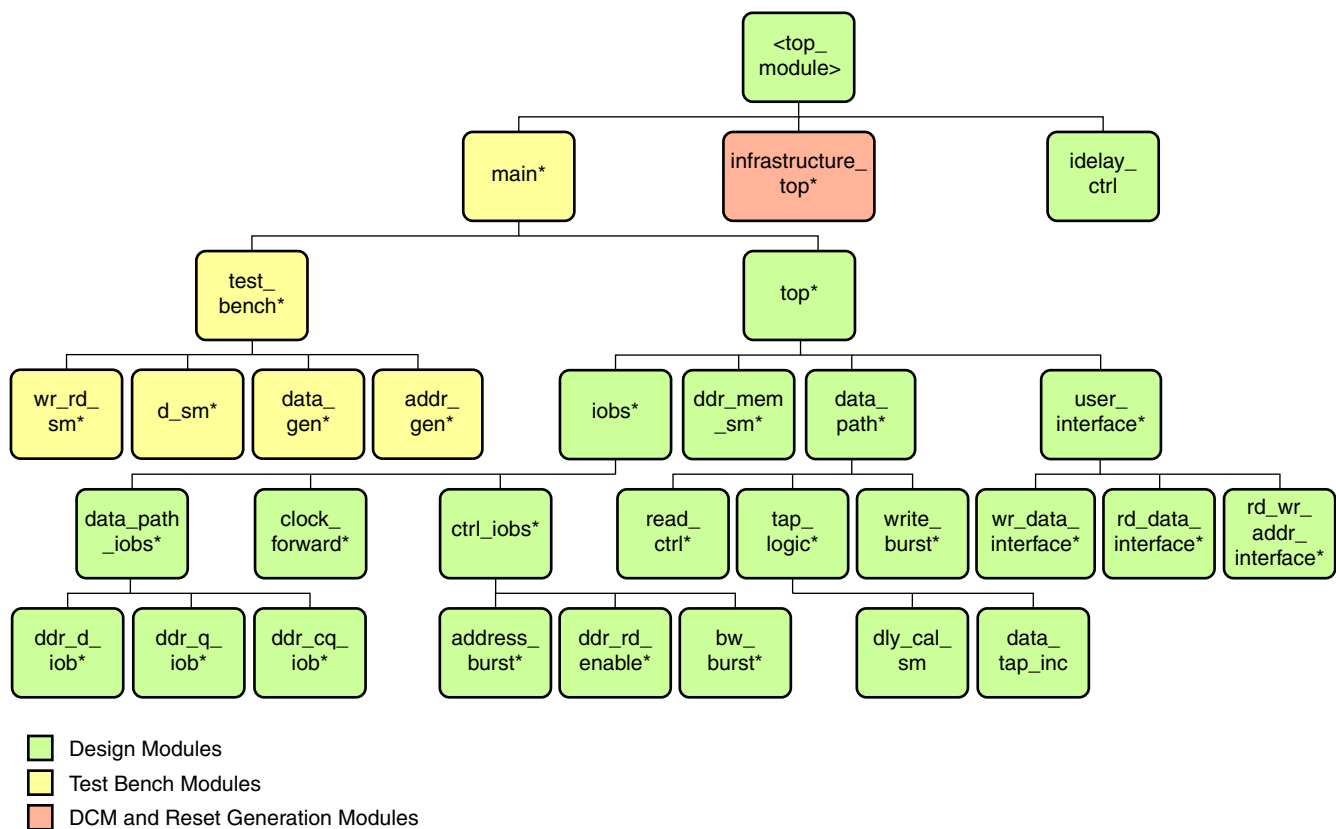 <top_
module>
main*
infrastructure_
top*
idelay_
ctrl
test_
bench*
top*
wr_rd_
sm*
d_sm*
data_
gen*
addr_
gen*
iobs*
ddr_mem
_sm*
data_
path*
user_
interface*
data_path
_iobs*
clock_
forward*
ctrl_iobs*
read_
ctrl*
tap_
logic*
write_
burst*
wr_data_
interface*
rd_data_
interface*
rd_wr_
addr_
interface*
ddr_d_
iob*
ddr_q_
iob*
ddr_cq_
iob*
address_
burst*
ddr_rd_
enable*
bw_
burst*
dly_cal_
sm
data_
tap_inc
Design Modules
Test Bench Modules
DCM and Reset Generation Modules